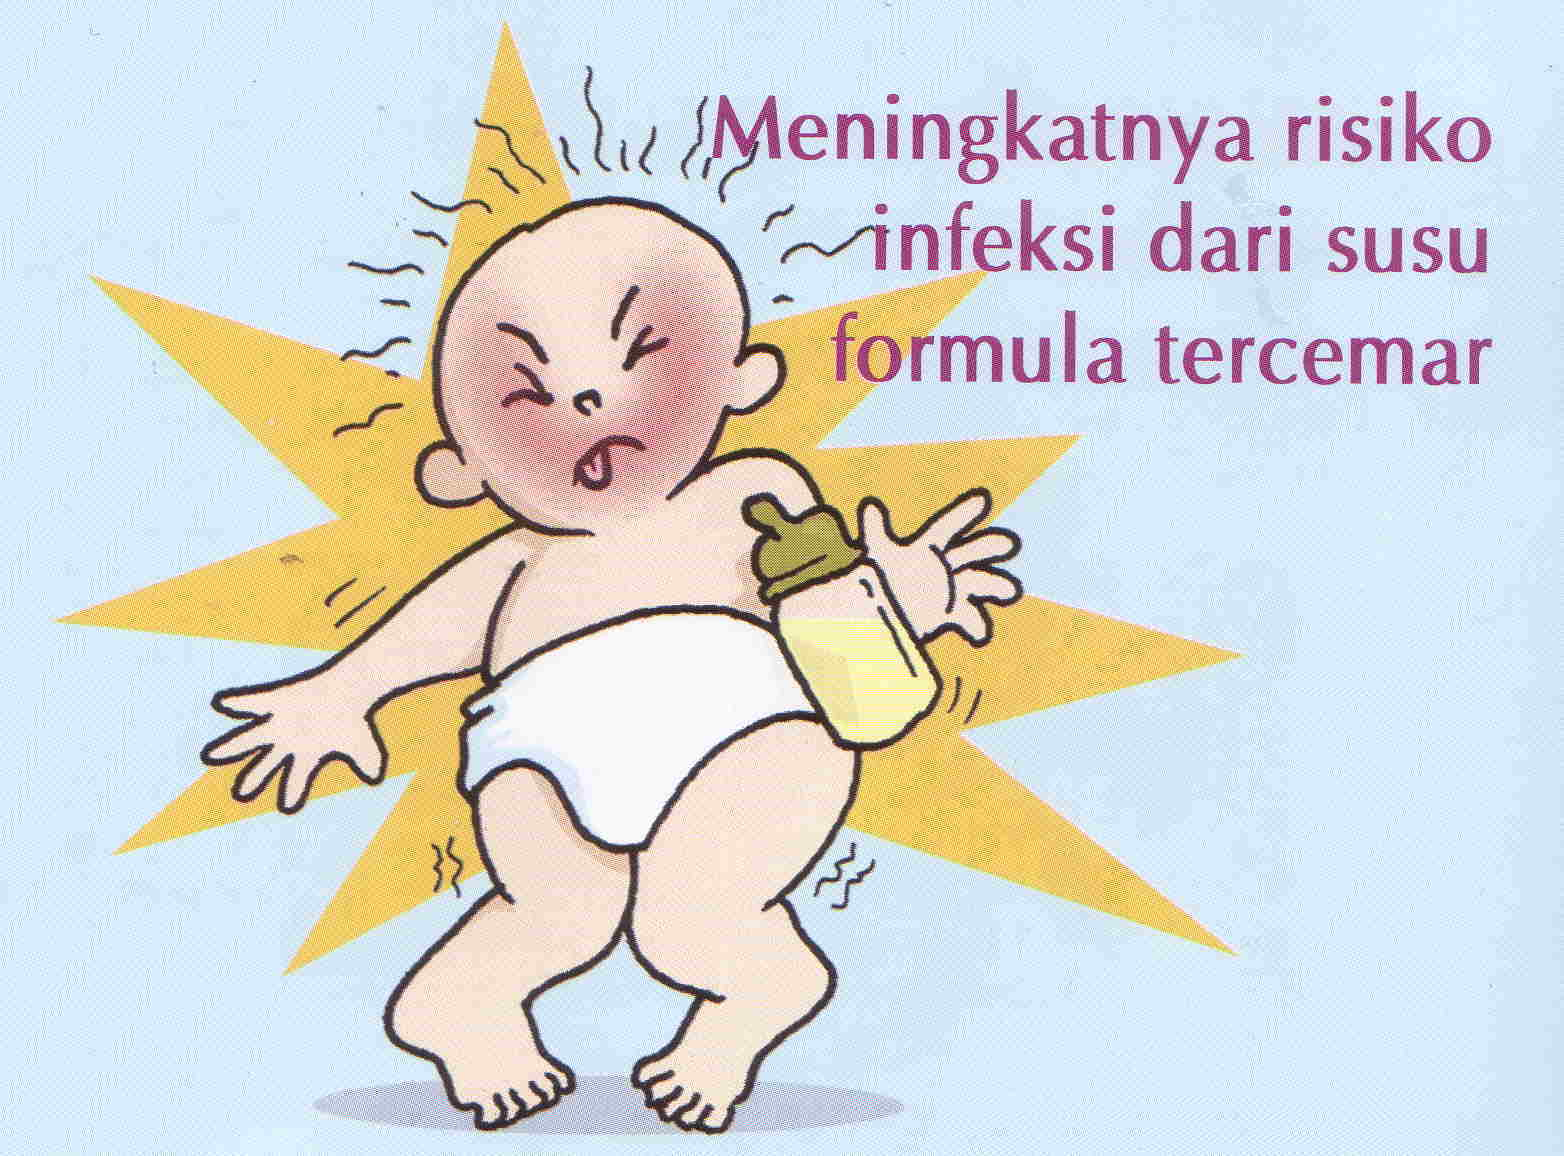 Meningkatnya risiko
infeksi dari susu
formula tercemar